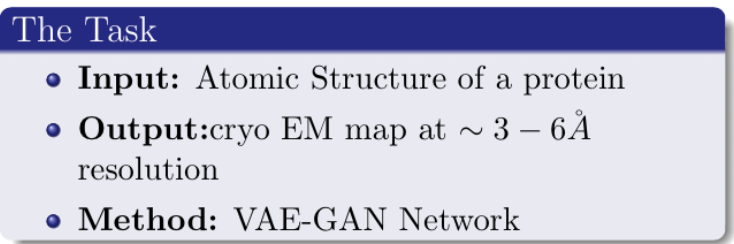 The Task
Input: Atomic Structure of a protein
Output:cryo EM map at ∼ 3 − 6Å
resolution
Method: VAE-GAN Network